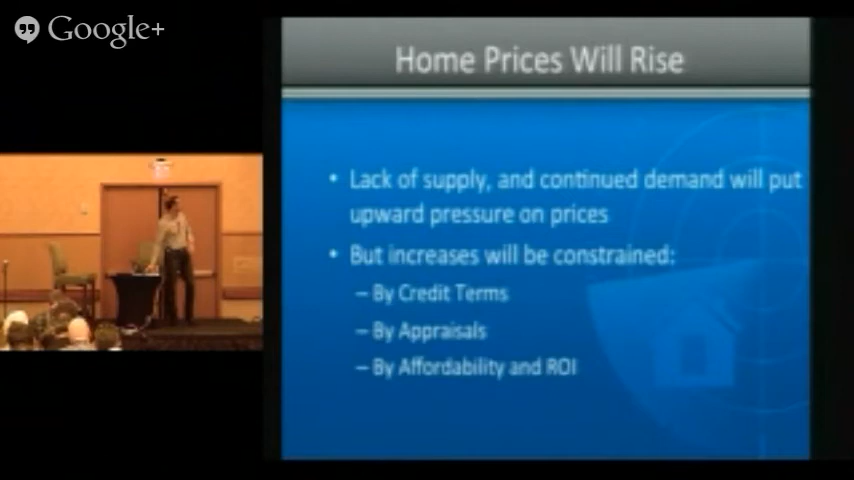 Google+
Home Prices Will Rise
• Lack of supply, and continued demand will put
upward pressure on prices
• But increases will be constrained:
– By Credit Terms
– By Appraisals
– By Affordability and ROI